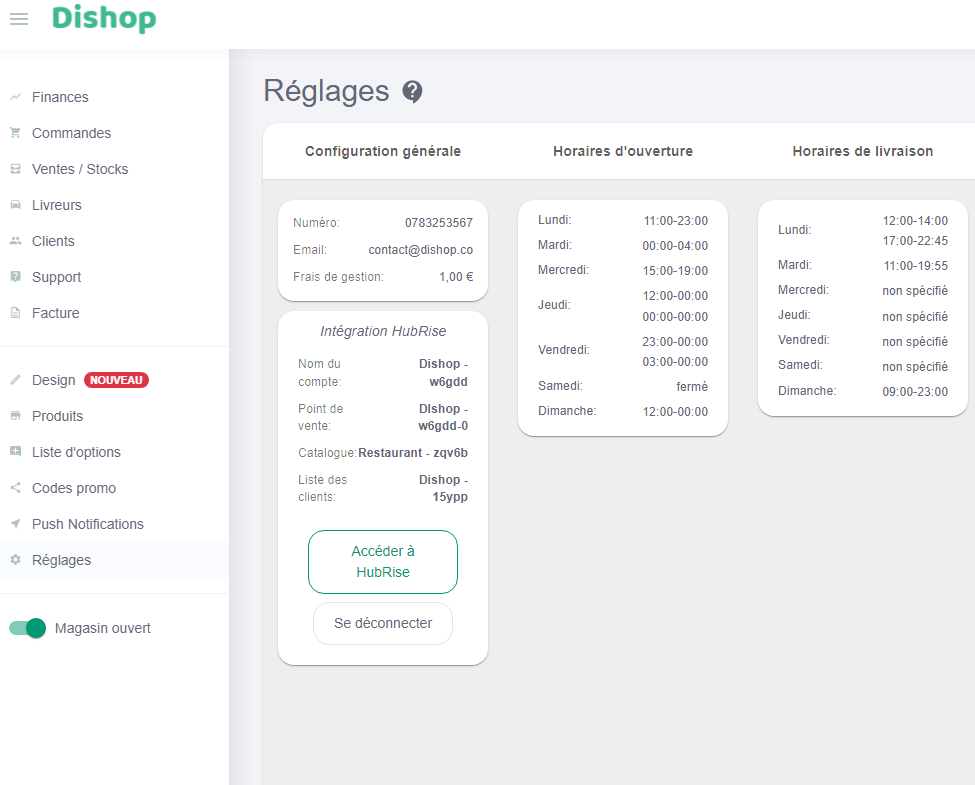 Dishop
Finances
Commandes
Ventes / Stocks
Livreurs
Clients
Support
Facture
Design NOUVEAU
Produits
Liste d'options
Codes promo
Push Notifications
Réglages
Magasin ouvert
Réglages ?
Configuration générale
Numéro: 0783253567
Email: contact@dishop.co
Frais de gestion: 1,00 €
Intégration HubRise
Nom du compte: Dishop -
w6gdd
Point de vente: DIshop -
w6gdd-0
Catalogue: Restaurant - zqv6b
Liste des clients: Dishop -
15ypp
Accéder à
HubRise
Se déconnecter
Horaires d'ouverture
Lundi: 11:00-23:00
Mardi: 00:00-04:00
Mercredi: 15:00-19:00
Jeudi: 12:00-00:00
00:00-00:00
Vendredi: 23:00-00:00
03:00-00:00
Samedi: fermé
Dimanche: 12:00-00:00
Horaires de livraison
Lundi: 12:00-14:00
17:00-22:45
Mardi: 11:00-19:55
Mercredi: non spécifié
Jeudi: non spécifié
Vendredi: non spécifié
Samedi: non spécifié
Dimanche: 09:00-23:00